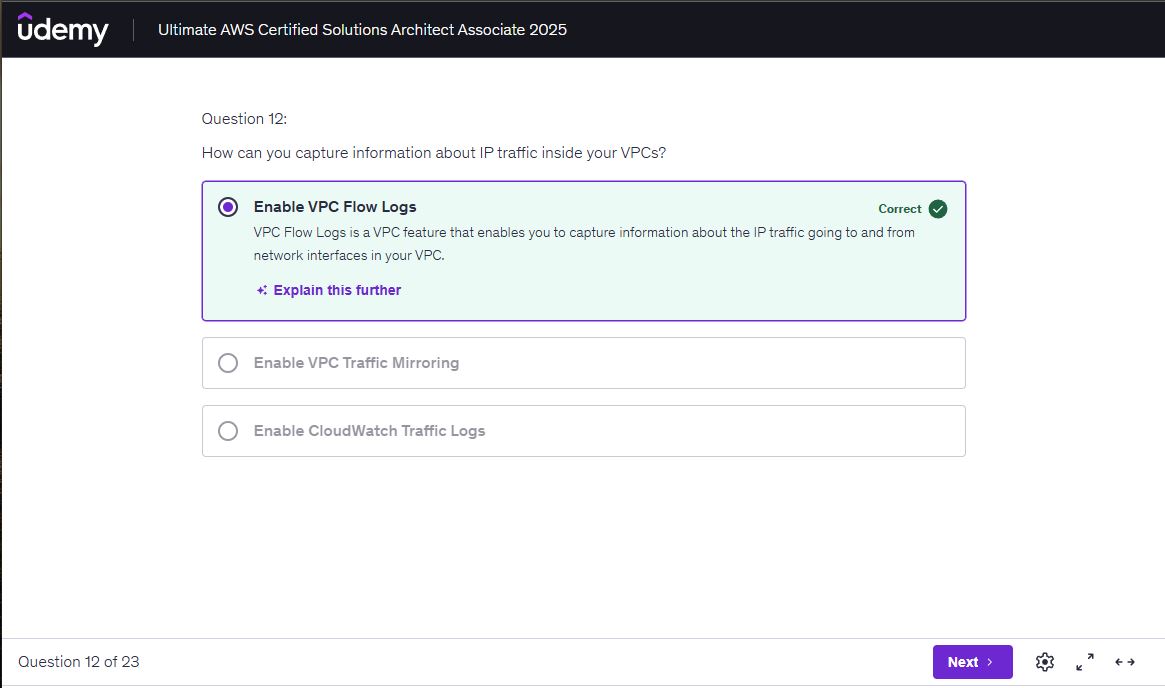 udemy
Ultimate AWS Certified Solutions Architect Associate 2025
Question 12:
How can you capture information about IP traffic inside your VPCs?
Enable VPC Flow Logs
Correct
VPC Flow Logs is a VPC feature that enables you to capture information about the IP traffic going to and from
network interfaces in your VPC.
Explain this further
Enable VPC Traffic Mirroring
Enable CloudWatch Traffic Logs
Question 12 of 23
Next